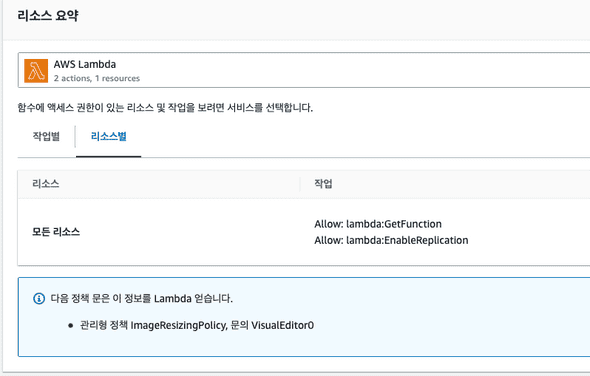 리소스 요약
AWS Lambda
2 actions, 1 resources
함수에 액세스 권한이 있는 리소스 및 작업을 보려면 서비스를 선택합니다.
작업별 리소스별
리소스 작업
모든 리소스
Allow: lambda:GetFunction
Allow: lambda:EnableReplication
다음 정책 문은 이 정보를 Lambda 얻습니다.
• 관리형 정책 ImageResizingPolicy, 문의 VisualEditor0